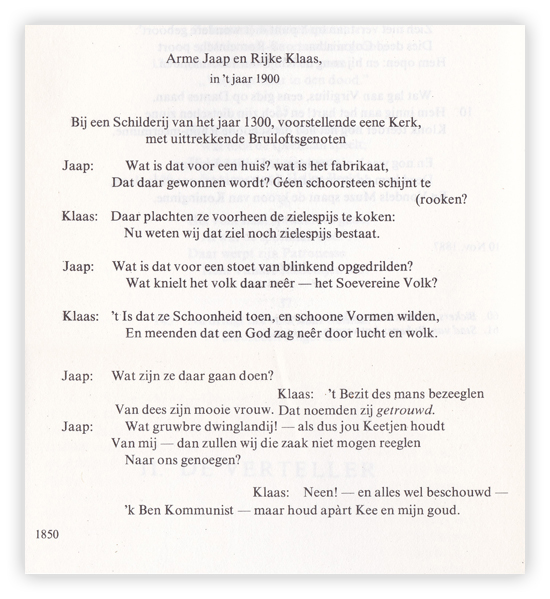 Arme Jaap en Rijke Klaas,
in 't jaar 1900
Bij een Schilderij van het jaar 1300, voorstellende eene Kerk,
met uittrekkende Bruiloftsgenoten
Jaap: Wat is dat voor een huis? wat is het fabrikaat,
Dat daar gewonnen wordt? Géen schoorsteen schijnt te
(rooken?
Klaas: Daar plachten ze voorheen de zielespijs te koken:
Nu weten wij dat ziel noch zielespijs bestaat.
Jaap: Wat is dat voor een stoet van blinkend opgedrilden?
Wat knielt het volk daar neêr — het Soevereine Volk?
Klaas: 't Is dat ze Schoonheid toen, en schoone Vormen wilden,
En meenden dat een God zag neêr door lucht en wolk.
Jaap: Wat zijn ze daar gaan doen?
Klaas: 't Bezit des mans bezeeglen
Van dees zijn mooie vrouw. Dat noemden zij getrouwd.
Jaap: Wat gruwbre dwinglandij! — als dus jou Keetjen houdt
Van mij — dan zullen wij die zaak niet mogen reeglen
Naar ons genoegen?
Klaas: Neen! — en alles wel beschouwd —
'k Ben Kommunist — maar houd apàrt Kee en mijn goud.
1850